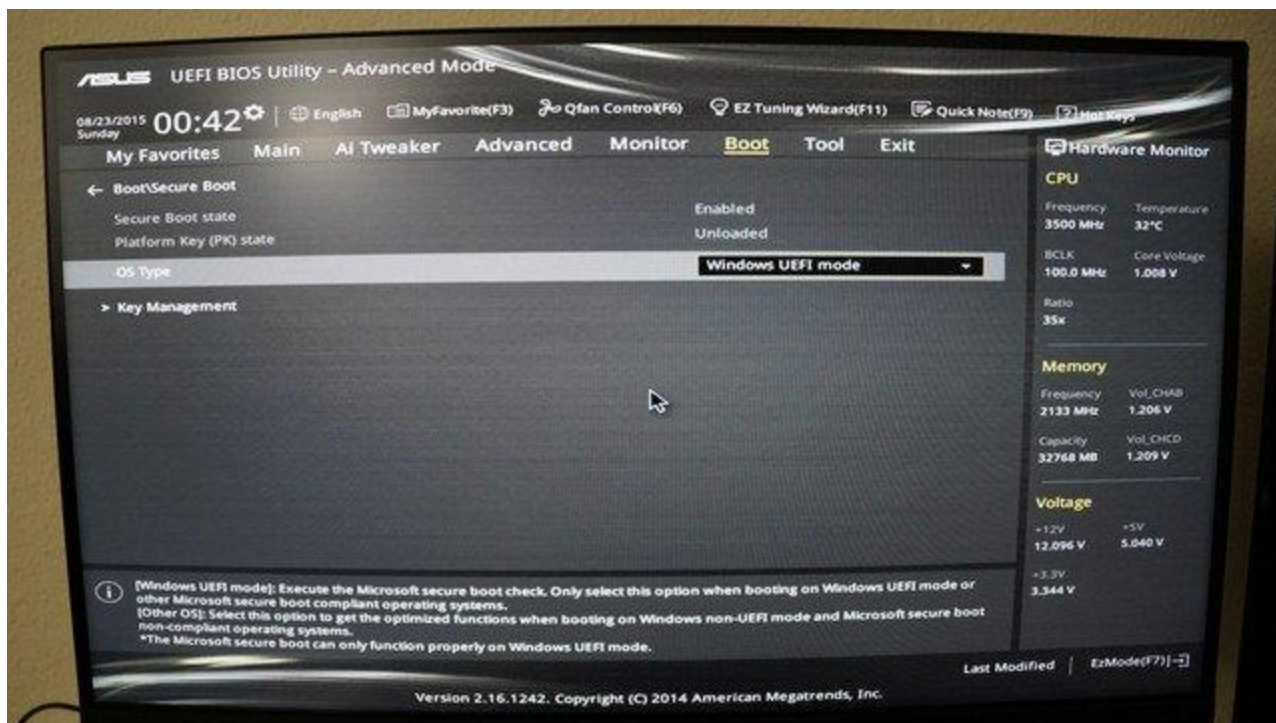 ASUS UEFI BIOS Utility – Advanced Mode
08/23/2015 00:42 English MyFavorite(F3) Qfan Control(F6) EZ Tuning Wizard(F11) Quick Note(F9) Hot Keys
Sunday
My Favorites Main Ai Tweaker Advanced Monitor Boot Tool Exit
← Boot\Secure Boot
Secure Boot state Enabled
Platform Key (PK) state Unloaded
OS Type Windows UEFI mode
> Key Management
Hardware Monitor
CPU
Frequency Temperature
3500 MHz 32°C
BCLK Core Voltage
100.0 MHz 1.008 V
Ratio
35x
Memory
Frequency Vol_CHAB
2133 MHz 1.206 V
Capacity Vol_CHCD
32768 MB 1.209 V
Voltage
+12V +5V
12.096 V 5.040 V
+3.3V
3.344 V
[Windows UEFI mode]: Execute the Microsoft secure boot check. Only select this option when booting on Windows UEFI mode or
other Microsoft secure boot compliant operating systems.
[Other OS]: Select this option to get the optimized functions when booting on Windows non-UEFI mode and Microsoft secure boot
non-compliant operating systems.
*The Microsoft secure boot can only function properly on Windows UEFI mode.
Last Modified | EzMode(F7)
Version 2.16.1242. Copyright (C) 2014 American Megatrends, Inc.